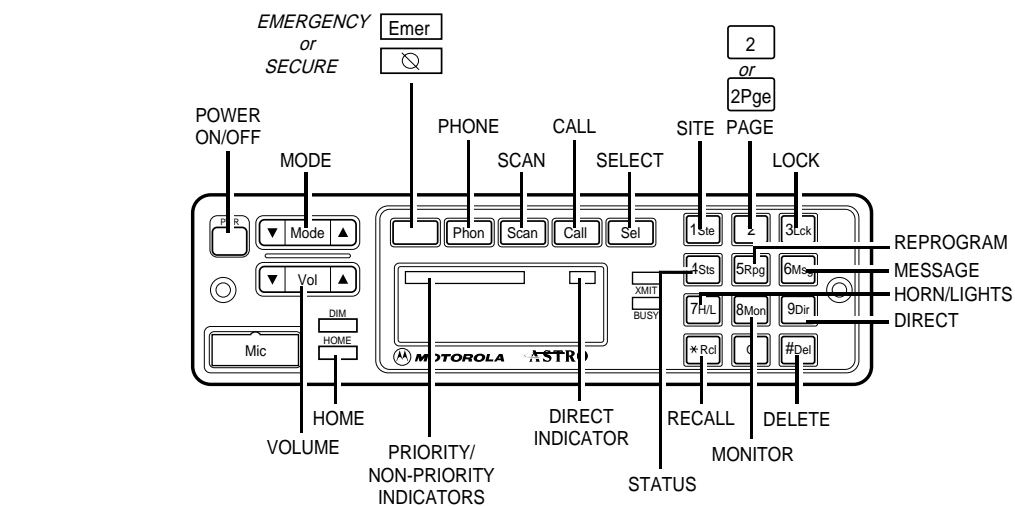 EMERGENCY
or
SECURE
Emer
2
or
2Pge
POWER
ON/OFF
MODE
PHONE
SCAN
CALL
SELECT
SITE
PAGE
LOCK
PWR
Mode
Vol
DIM
HOME
Mic
Phon
Scan
Call
Sel
XMIT
BUSY
MOTOROLA
ASTRO
1Ste
2
3Lck
4Sts
5Rpg
6Msg
7H/L
8Mon
9Dir
* Rcl
0
#Del
REPROGRAM
MESSAGE
HORN/LIGHTS
DIRECT
HOME
VOLUME
PRIORITY/
NON-PRIORITY
INDICATORS
DIRECT
INDICATOR
STATUS
RECALL
MONITOR
DELETE